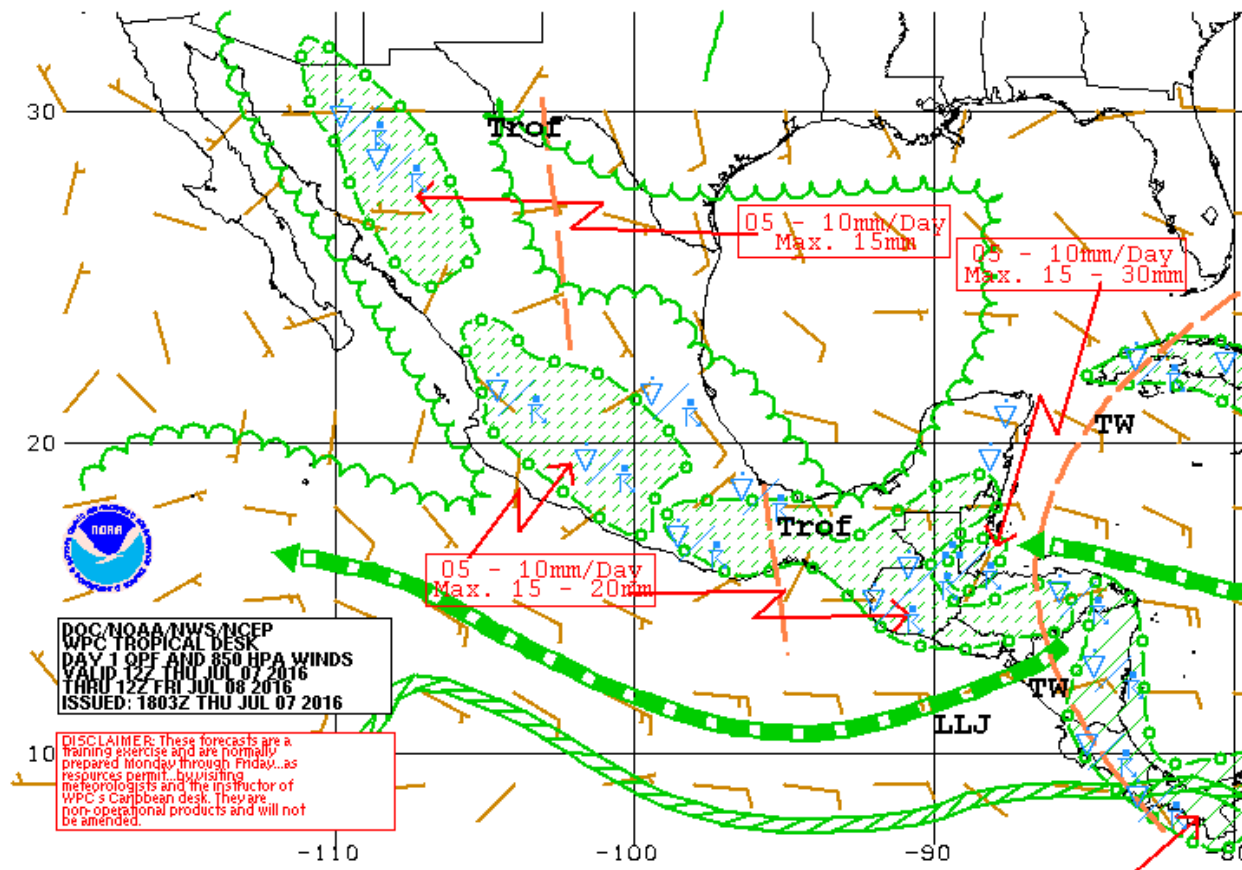 30
Trof
05 - 10mm/Day
Max. 15mm
05 - 10mm/Day
Max. 15 - 30mm
20
TW
NOAA
Trof
05 - 10mm/Day
Max. 15 - 20mm
DOC/NOAA/NWS/NCEP
WPC TROPICAL DESK
DAY 1 QPF AND 850 HPA WINDS
VALID 12Z THU JUL 07 2016
THRU 12Z FRI JUL 08 2016
ISSUED: 1803Z THU JUL 07 2016
TW
LLJ
10
DISCLAIMER: These forecasts are a
training exercise and are normally
prepared Monday through Friday...as
resources permit...by visiting
meteorologists and the instructor of
WPC s Caribbean desk. They are
non-operational products and will not
be amended.
-110
-100
-90
-80